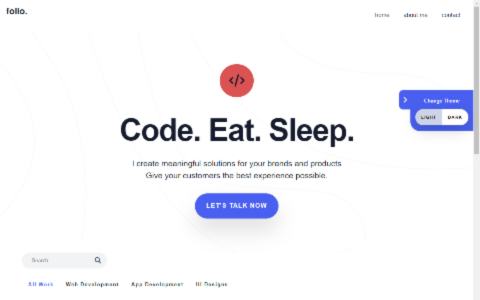 follo.
home about me contact
</>
Change Theme
LIGHT DARK
Code. Eat. Sleep.
I create meaningful solutions for your brands and products
Give your customers the best experience possible.
LET'S TALK NOW
Search
All Work Web Development App Development UI Designs